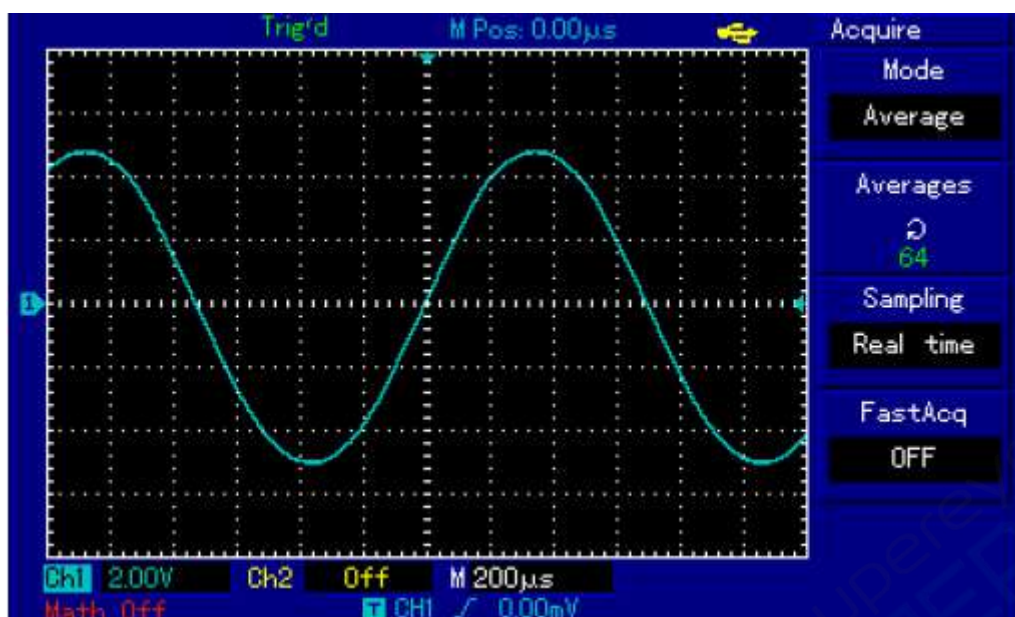 Trig'd M Pos: 0.00μs Acquire
Mode
Average
Averages
64
1
Sampling
Real time
FastAcq
OFF
Ch1 2.00V Ch2 Off M 200μs
Math Off T CH1 0.00mV